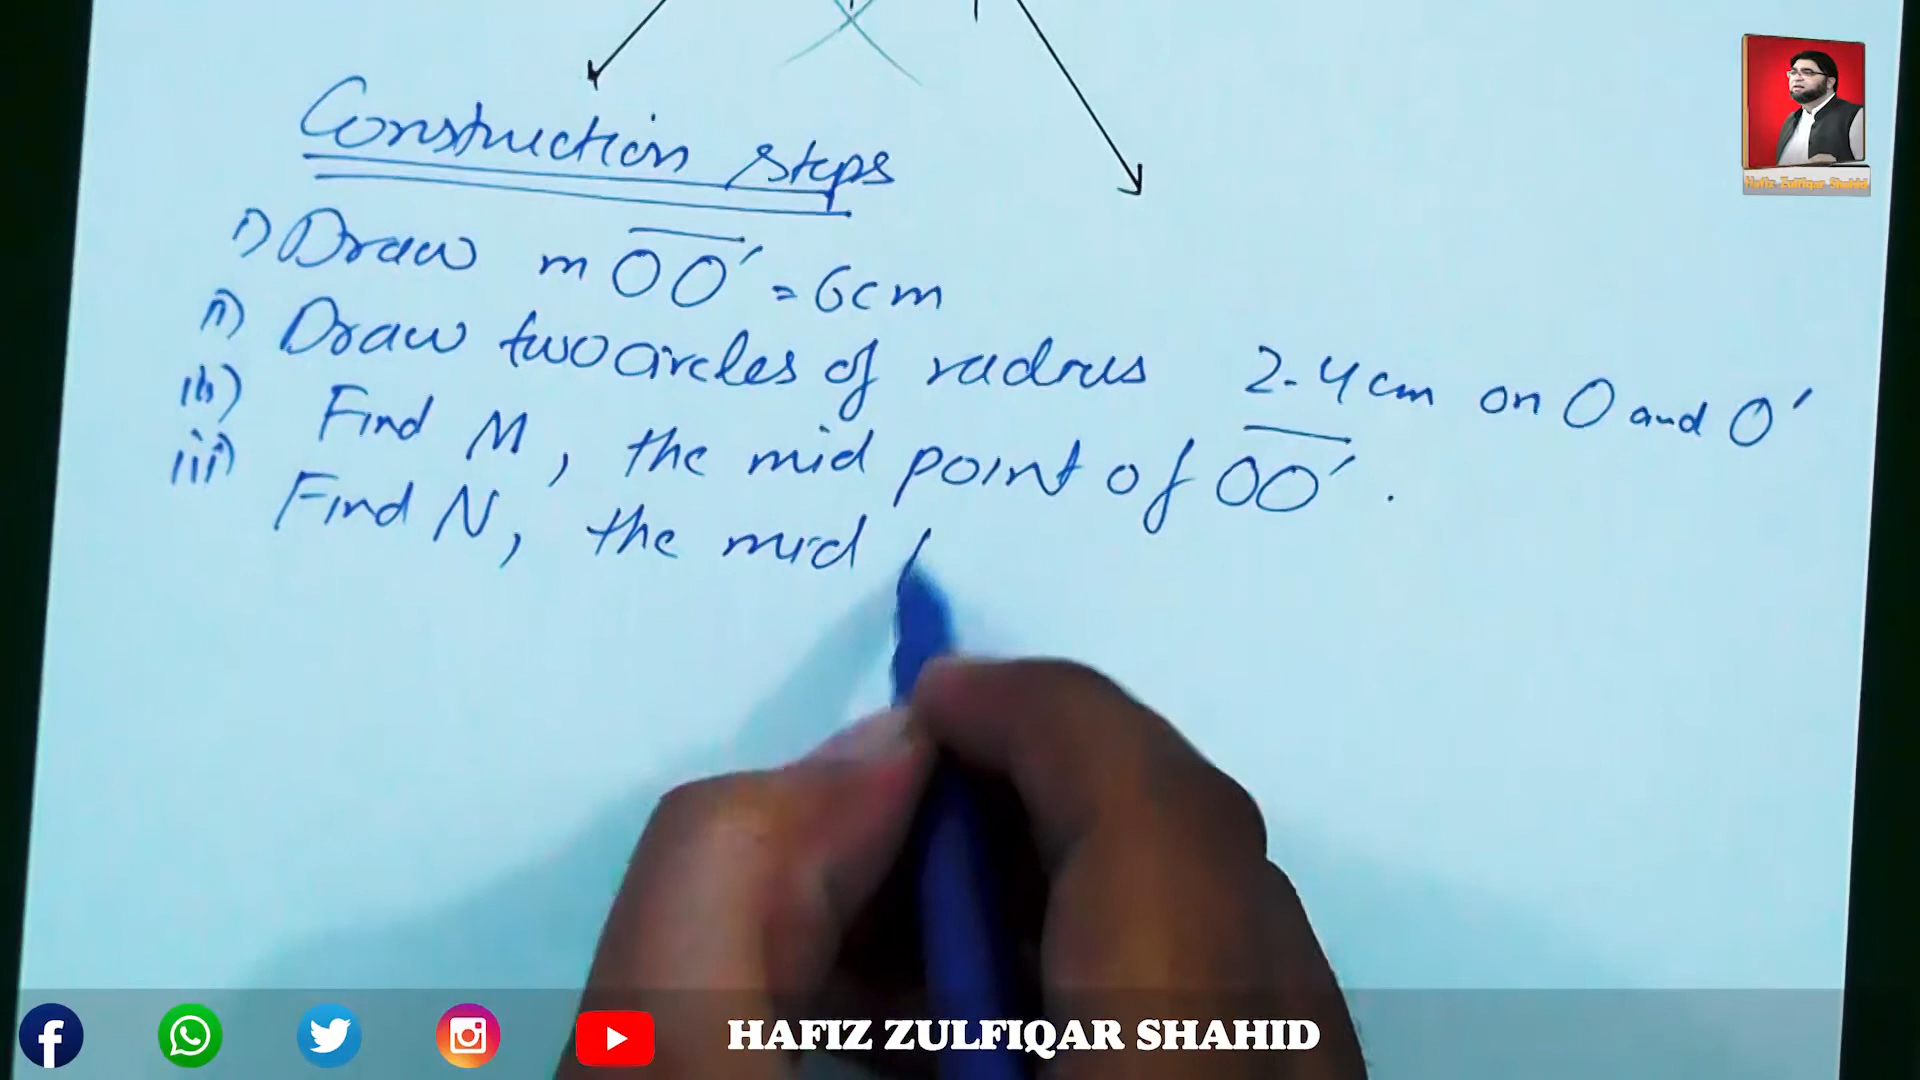 Construction steps
i) Draw m OO' = 6cm
ii) Draw two circles of radius 2.4cm on O and O'
iii) Find M, the mid point of OO'.
iii) Find N, the mid
Hafiz Zulfiqar Shahid
HAFIZ ZULFIQAR SHAHID